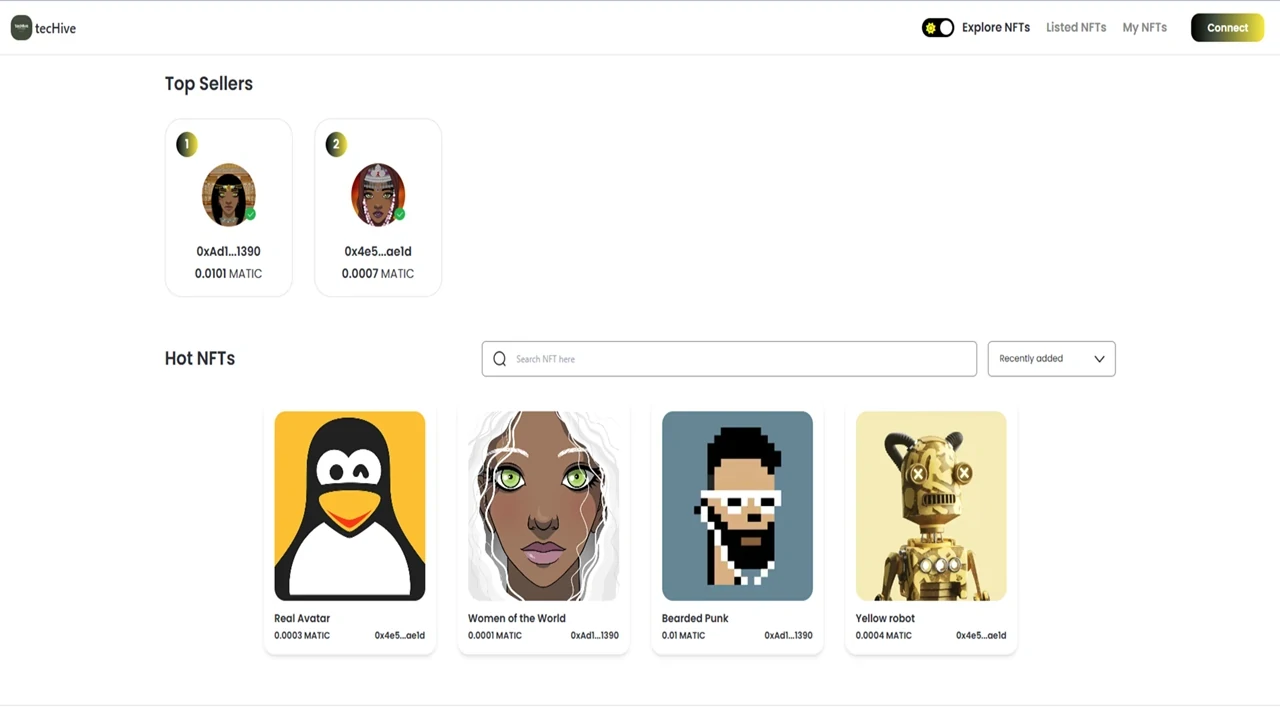 tecHive
Explore NFTs
Listed NFTs
My NFTs
Connect
Top Sellers
1
2
0xAd1...1390
0x4e5...ae1d
0.0101 MATIC
0.0007 MATIC
Hot NFTs
Search NFT here
Recently added
Real Avatar
0.0003 MATIC
0x4e5...ae1d
Women of the World
0.0001 MATIC
0xAd1...1390
Bearded Punk
0.01 MATIC
0xAd1...1390
Yellow robot
0.0004 MATIC
0x4e5...ae1d